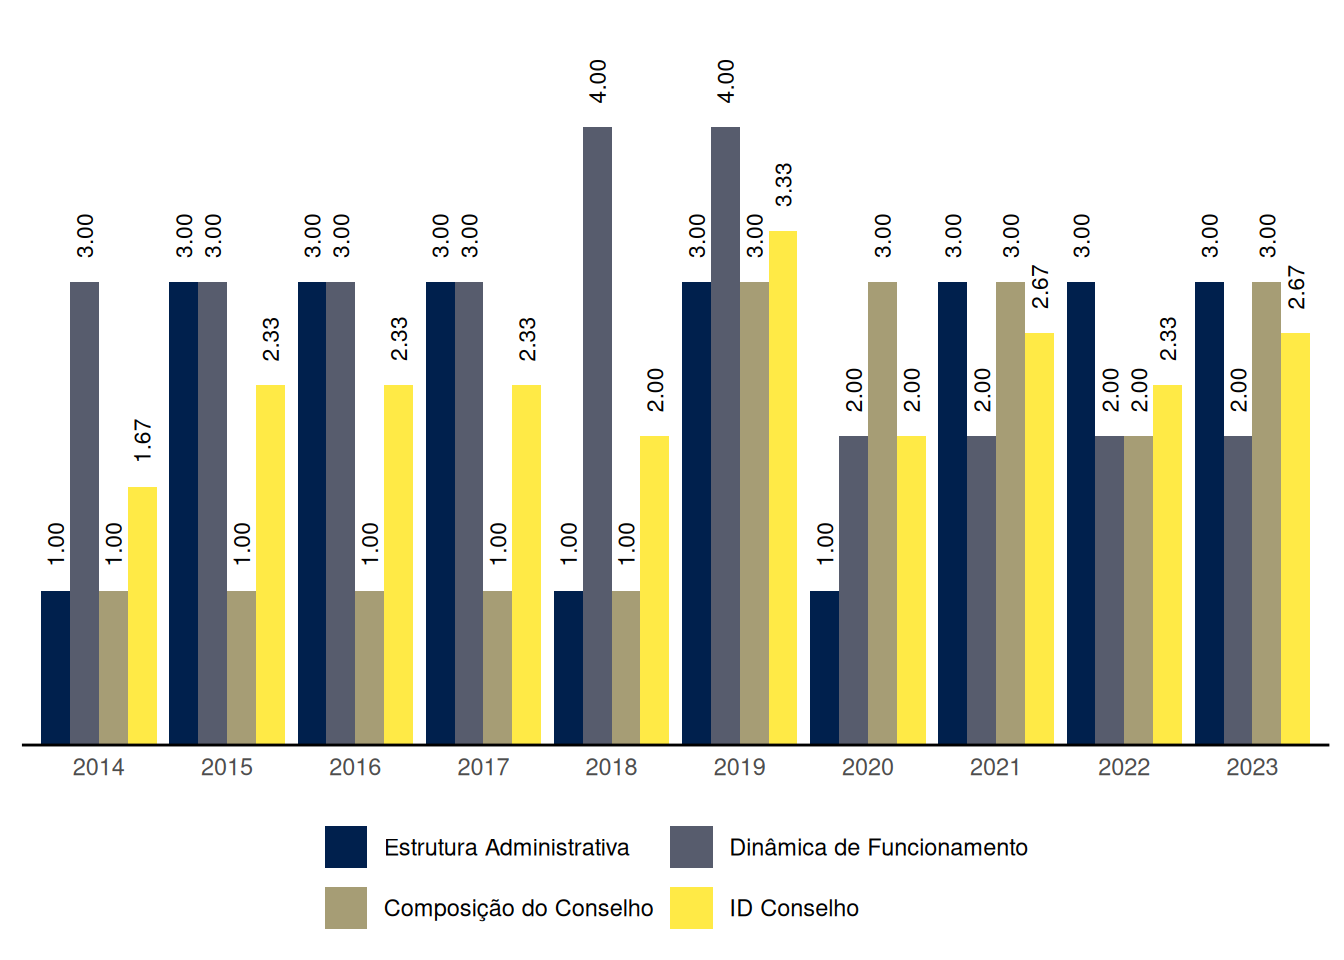 4.00 4.00
3.33
3.00 3.00 3.00 3.00 3.00 3.00 3.00 3.00 3.00 3.00 3.00 3.00 3.00 3.00 3.00 3.00
2.67 2.67
2.33 2.33 2.33 2.33
2.00 2.00 2.00 2.00 2.00 2.00 2.00
1.67
1.00 1.00 1.00 1.00 1.00 1.00 1.00 1.00
2014 2015 2016 2017 2018 2019 2020 2021 2022 2023
Estrutura Administrativa Dinâmica de Funcionamento
Composição do Conselho ID Conselho